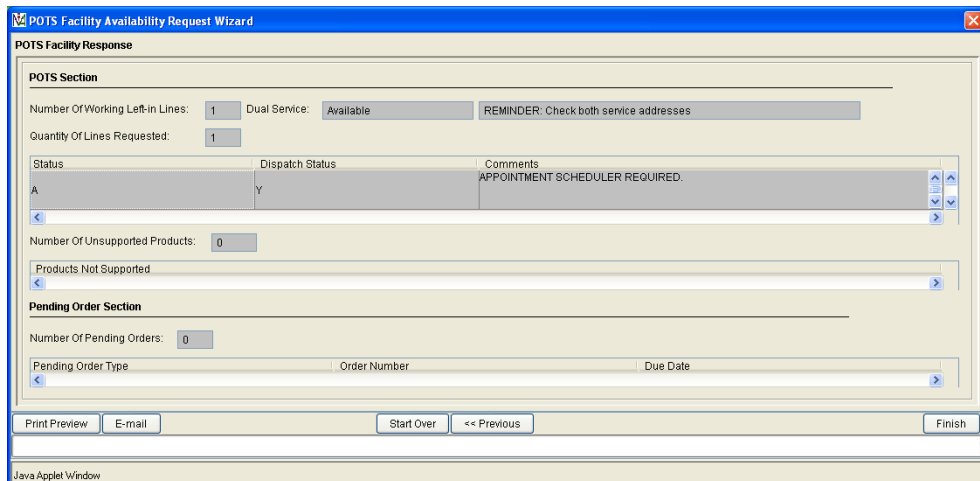 POTS Facility Availability Request Wizard
POTS Facility Response
POTS Section
Number Of Working Left-in Lines: 1 Dual Service: Available REMINDER: Check both service addresses
Quantity Of Lines Requested: 1
Status Dispatch Status Comments
A Y APPOINTMENT SCHEDULER REQUIRED.
Number Of Unsupported Products: 0
Products Not Supported
Pending Order Section
Number Of Pending Orders: 0
Pending Order Type Order Number Due Date
Print Preview E-mail Start Over << Previous Finish
Java Applet Window